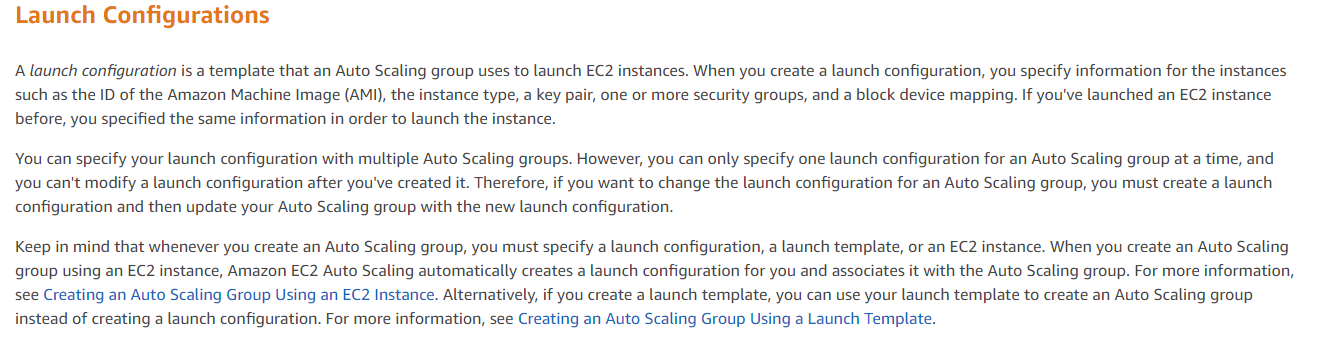 Launch Configurations
A launch configuration is a template that an Auto Scaling group uses to launch EC2 instances. When you create a launch configuration, you specify information for the instances
such as the ID of the Amazon Machine Image (AMI), the instance type, a key pair, one or more security groups, and a block device mapping. If you've launched an EC2 instance
before, you specified the same information in order to launch the instance.
You can specify your launch configuration with multiple Auto Scaling groups. However, you can only specify one launch configuration for an Auto Scaling group at a time, and
you can't modify a launch configuration after you've created it. Therefore, if you want to change the launch configuration for an Auto Scaling group, you must create a launch
configuration and then update your Auto Scaling group with the new launch configuration.
Keep in mind that whenever you create an Auto Scaling group, you must specify a launch configuration, a launch template, or an EC2 instance. When you create an Auto Scaling
group using an EC2 instance, Amazon EC2 Auto Scaling automatically creates a launch configuration for you and associates it with the Auto Scaling group. For more information,
see Creating an Auto Scaling Group Using an EC2 Instance. Alternatively, if you create a launch template, you can use your launch template to create an Auto Scaling group
instead of creating a launch configuration. For more information, see Creating an Auto Scaling Group Using a Launch Template.